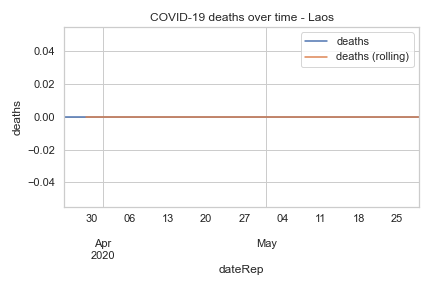 COVID-19 deaths over time - Laos
deaths
deaths (rolling)
0.04
0.02
0.00
−0.02
−0.04
deaths
30 06 13 20 27 04 11 18 25
Apr May
2020
dateRep